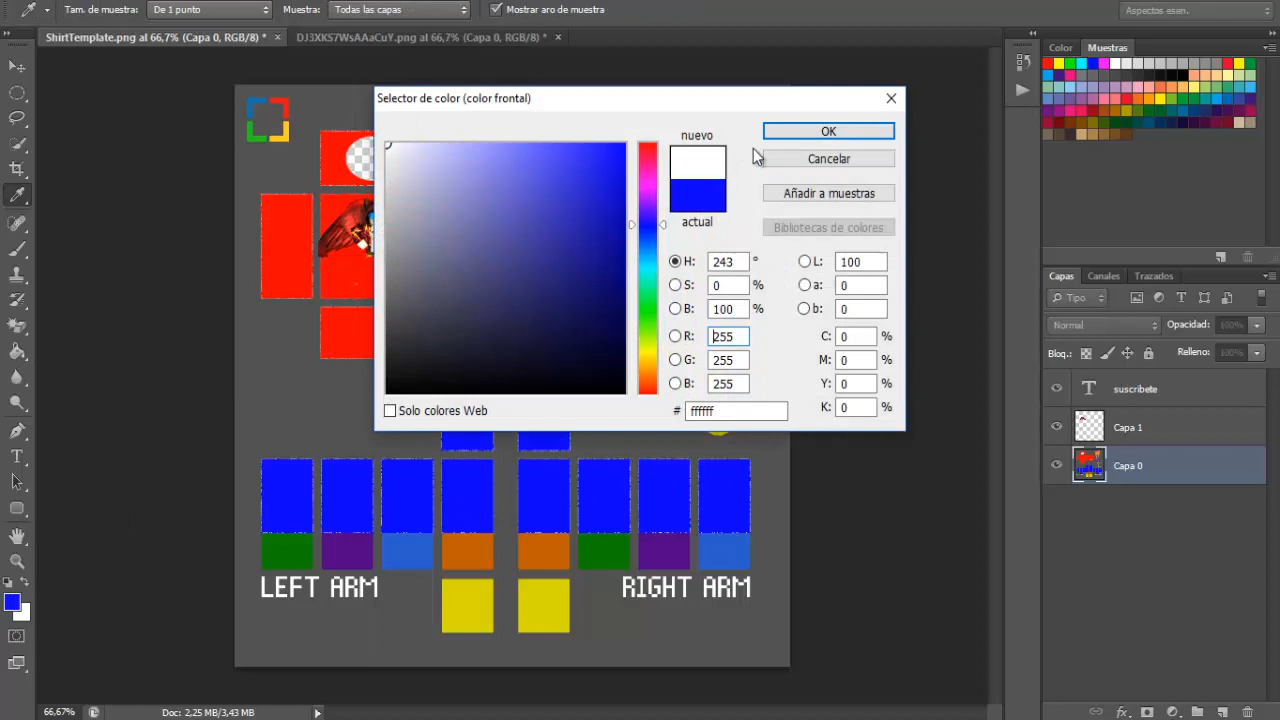 Tam. de muestra: De 1 punto Muestra: Todas las capas Mostrar aro de muestra Aspectos esen.
ShirtTemplate.png al 66,7% (Capa 0, RGB/8) * × DJ3XKS7WsAAaCuY.png al 66,7% (Capa 0, RGB/8) * ×
Color Muestras
Selector de color (color frontal)
nuevo
OK
Cancelar
Añadir a muestras
actual
Bibliotecas de colores
H: 243 ° L: 100
S: 0 % a: 0
B: 100 % b: 0
R: 255 C: 0 %
G: 255 M: 0 %
B: 255 Y: 0 %
# ffffff K: 0 %
Solo colores Web
Capas Canales Trazados
Tipo
Normal Opacidad: 100%
Bloq.: Relleno: 100%
suscribete
Capa 1
Capa 0
LEFT ARM RIGHT ARM
66,67% Doc: 2,25 MB/3,43 MB